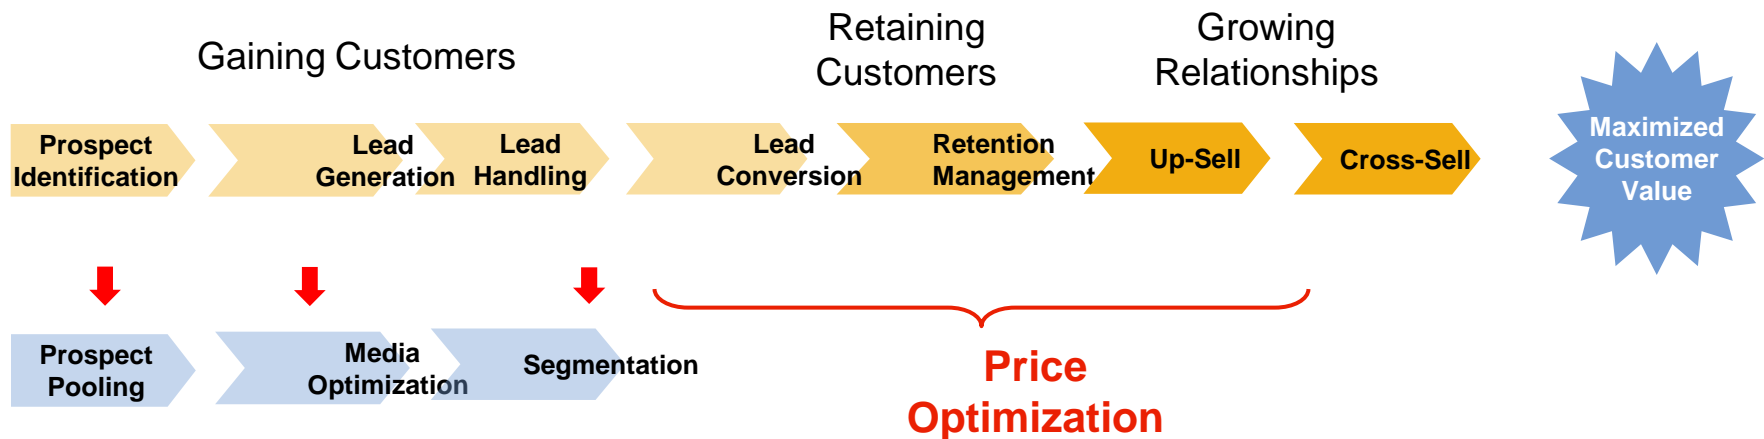 Gaining Customers
Retaining
Customers
Growing
Relationships
Prospect
Identification
Lead
Generation
Lead
Handling
Lead
Conversion
Retention
Management
Up-Sell
Cross-Sell
Maximized
Customer
Value
Prospect
Pooling
Media
Optimization
Segmentation
Price
Optimization